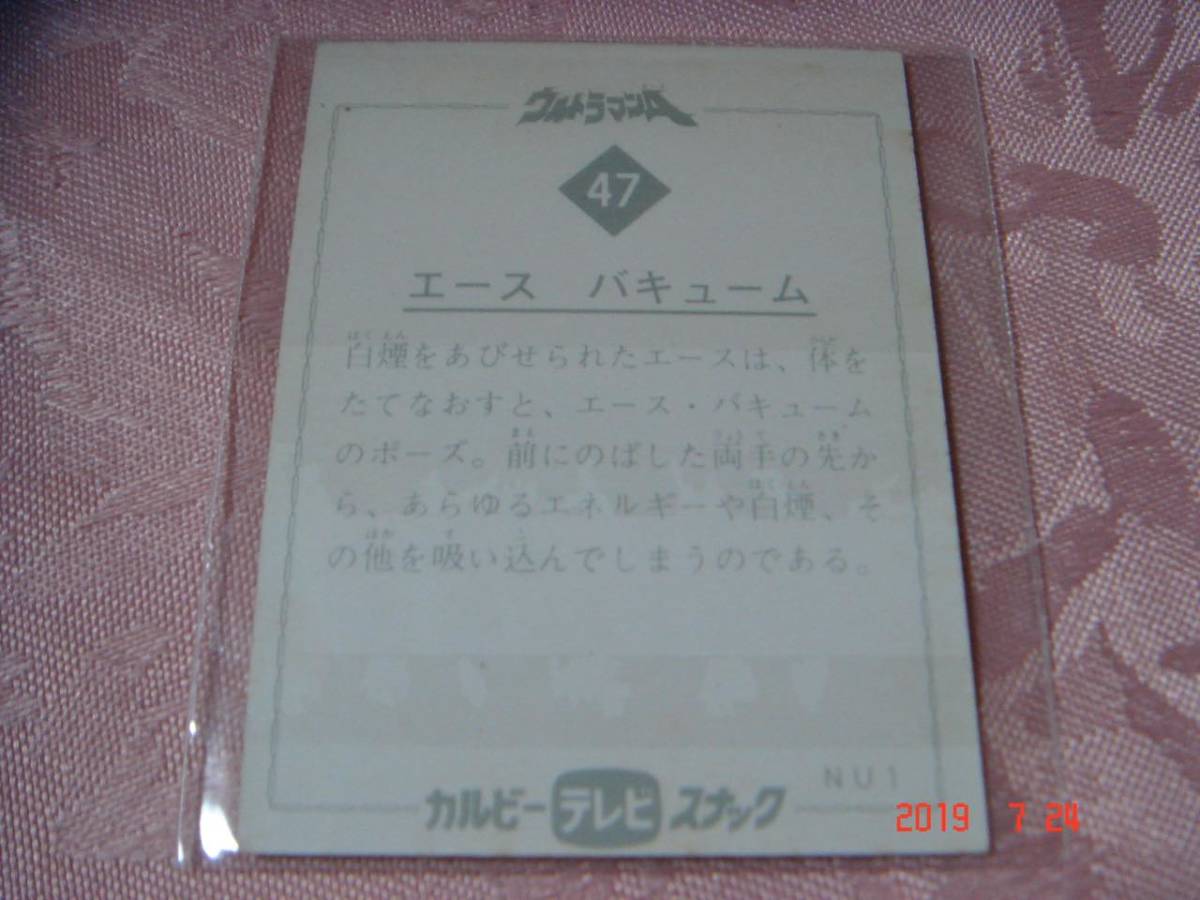 ウルトラマンA
47
エース バキューム
白煙をあびせられたエースは、体を
たてなおすと、エース・バキューム
のポーズ。前にのばした両手の先か
ら、あらゆるエネルギーや白煙、そ
の他を吸い込んでしまうのである。
NU1
カルビー テレビ スナック
2019 7 24